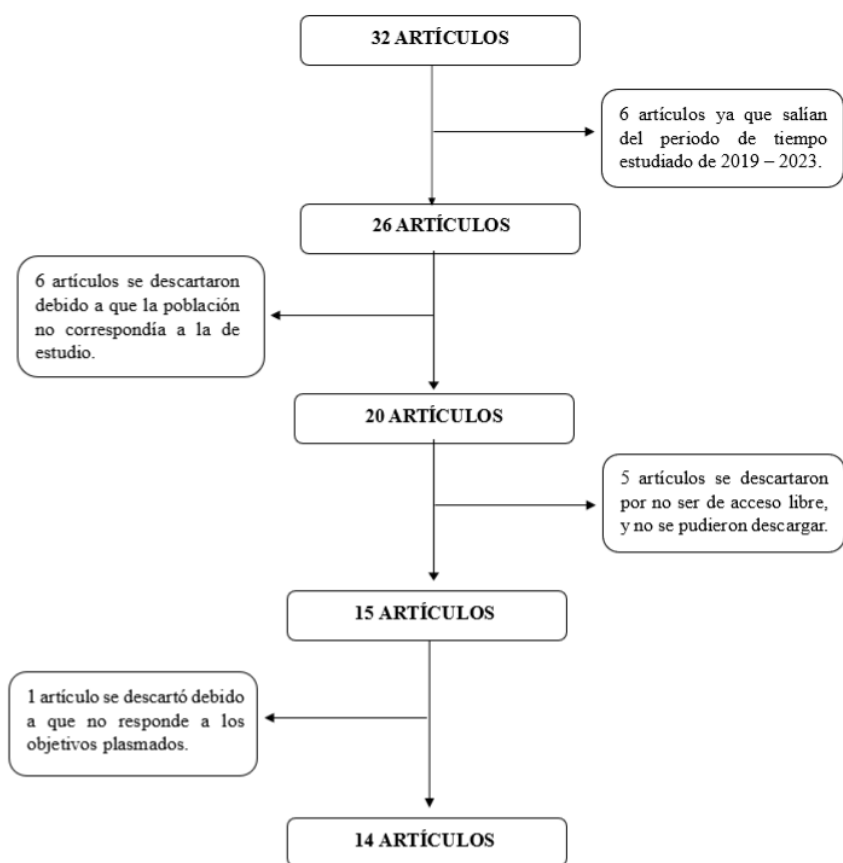 32 ARTÍCULOS
6 artículos ya que salían
del periodo de tiempo
estudiado de 2019 – 2023.
26 ARTÍCULOS
6 artículos se descartaron
debido a que la población
no correspondía a la de
estudio.
20 ARTÍCULOS
5 artículos se descartaron
por no ser de acceso libre,
y no se pudieron descargar.
15 ARTÍCULOS
1 artículo se descartó debido
a que no responde a los
objetivos plasmados.
14 ARTÍCULOS